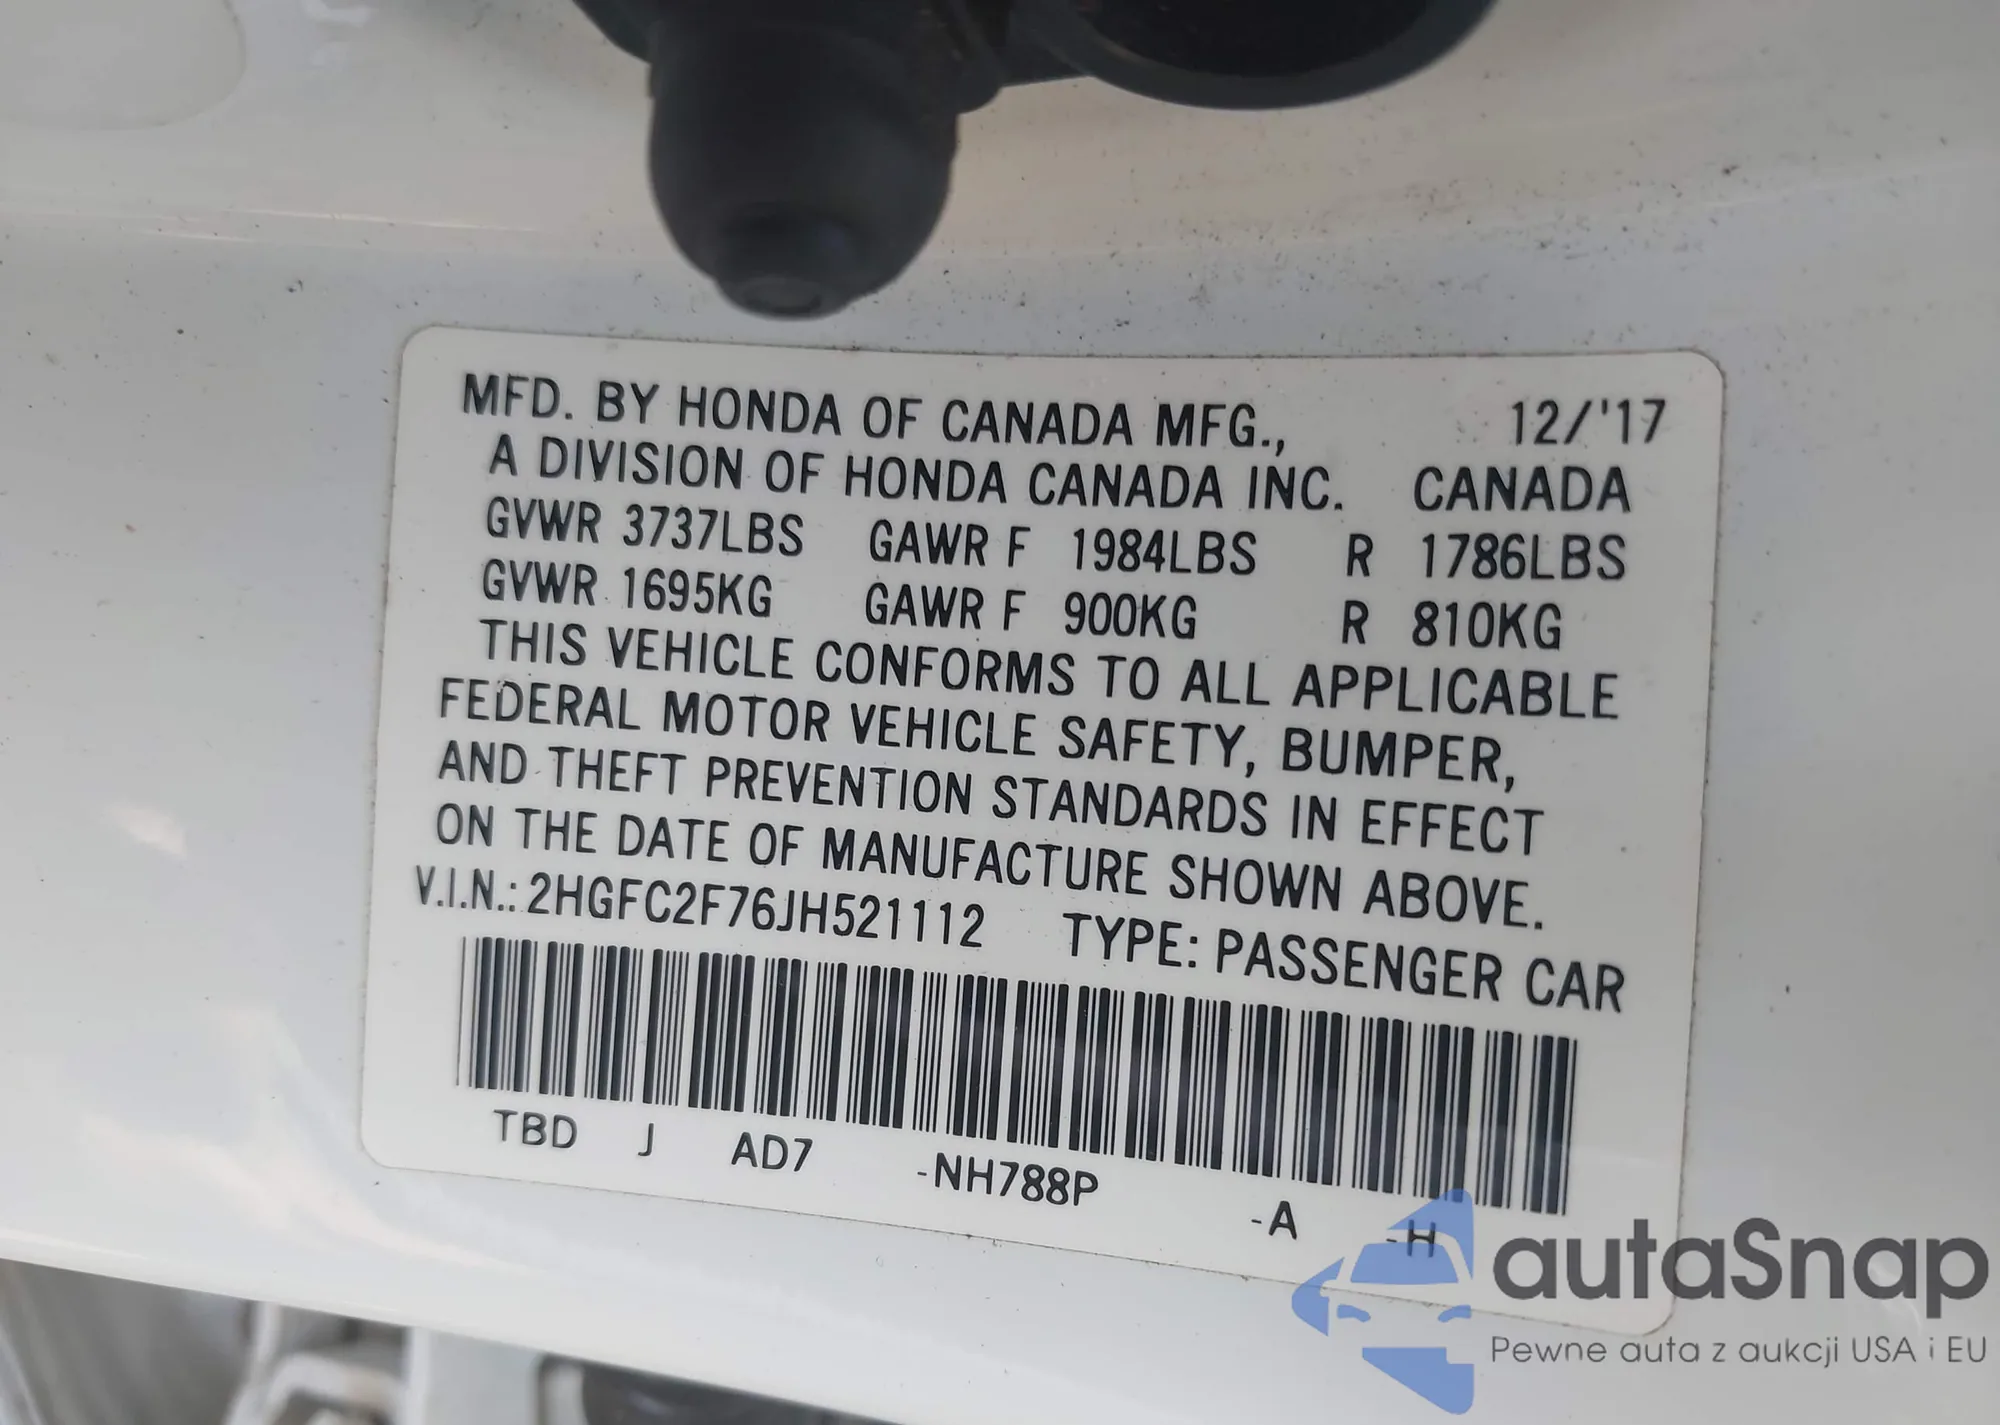 MFD. BY HONDA OF CANADA MFG., 12/'17
A DIVISION OF HONDA CANADA INC. CANADA
GVWR 3737LBS GAWR F 1984LBS R 1786LBS
GVWR 1695KG GAWR F 900KG R 810KG
THIS VEHICLE CONFORMS TO ALL APPLICABLE
FEDERAL MOTOR VEHICLE SAFETY, BUMPER,
AND THEFT PREVENTION STANDARDS IN EFFECT
ON THE DATE OF MANUFACTURE SHOWN ABOVE.
V.I.N.: 2HGFC2F76JH521112 TYPE: PASSENGER CAR
TBD J AD7 -NH788P -A -H
autaSnap
Pewne auta z aukcji USA i EU